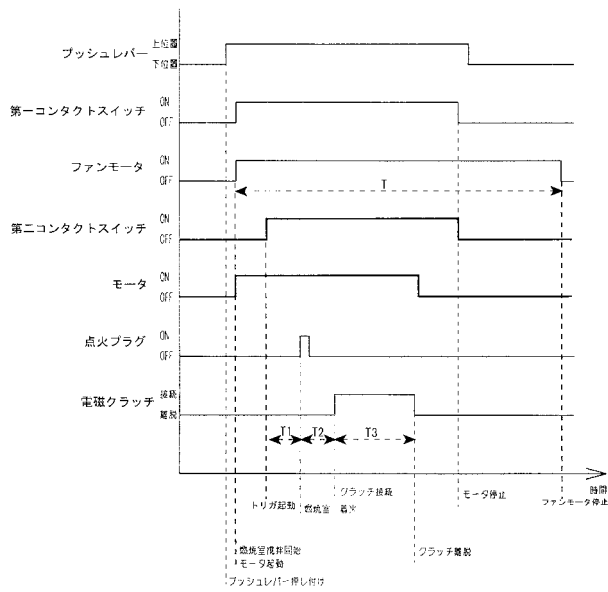 プッシュレバー
上位置
下位置
第一コンタクトスイッチ
ON
OFF
ファンモータ
ON
OFF
T
第二コンタクトスイッチ
ON
OFF
モータ
ON
OFF
点火プラグ
ON
OFF
電磁クラッチ
接続
離脱
T1
T2
T3
時間
トリガ起動
燃焼室 着火
クラッチ接続
モータ停止
ファンモータ停止
燃焼室撹拌開始
モータ起動
クラッチ離脱
プッシュレバー押し付け